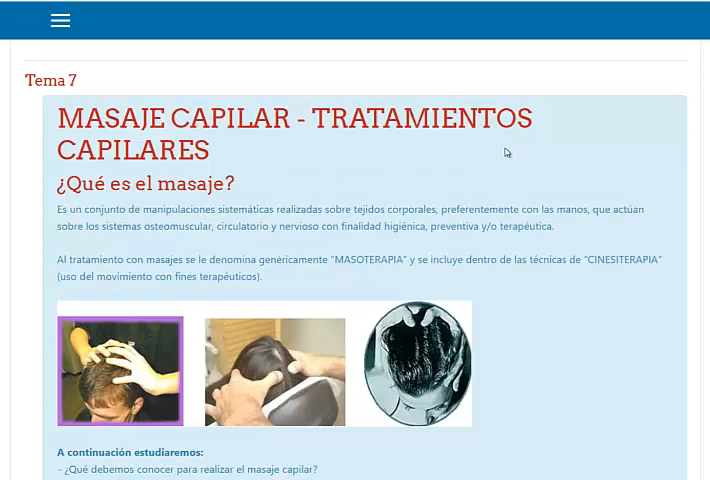 Tema 7
MASAJE CAPILAR - TRATAMIENTOS
CAPILARES
¿Qué es el masaje?
Es un conjunto de manipulaciones sistemáticas realizadas sobre tejidos corporales, preferentemente con las manos, que actúan
sobre los sistemas osteomuscular, circulatorio y nervioso con finalidad higiénica, preventiva y/o terapéutica.
Al tratamiento con masajes se le denomina genéricamente "MASOTERAPIA" y se incluye dentro de las técnicas de "CINESITERAPIA"
(uso del movimiento con fines terapéuticos).
A continuación estudiaremos:
- ¿Qué debemos conocer para realizar el masaje capilar?